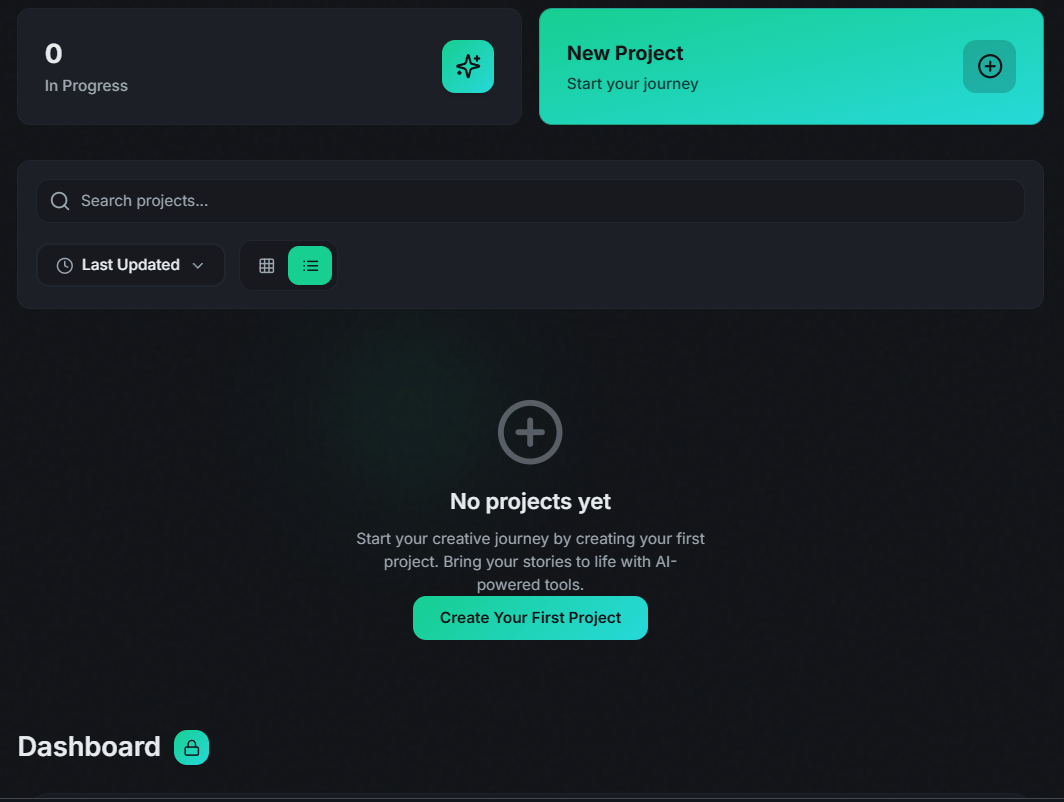 0
In Progress
New Project
Start your journey
Search projects...
Last Updated
No projects yet
Start your creative journey by creating your first
project. Bring your stories to life with AI-
powered tools.
Create Your First Project
Dashboard